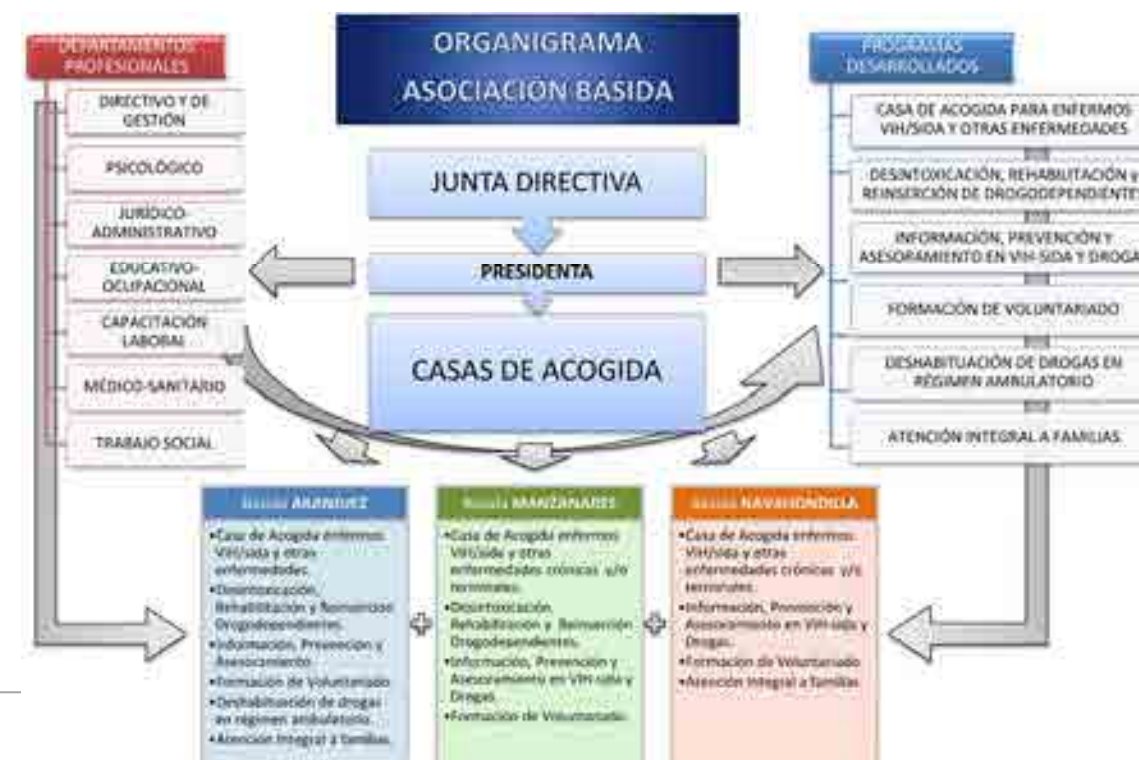 DEPARTAMENTOS
PROFESIONALES
DIRECTIVO Y DE
GESTIÓN
PSICOLÓGICO
JURÍDICO-
ADMINISTRATIVO
EDUCATIVO-
OCUPACIONAL
CAPACITACIÓN
LABORAL
MÉDICO-SANITARIO
TRABAJO SOCIAL
ORGANIGRAMA
ASOCIACIÓN BASIDA
JUNTA DIRECTIVA
PRESIDENTA
CASAS DE ACOGIDA
PROGRAMAS
DESARROLLADOS
CASA DE ACOGIDA PARA ENFERMOS
VIH/SIDA Y OTRAS ENFERMEDADES
DESINTOXICACIÓN, REHABILITACIÓN y
REINSERCIÓN DE DROGODEPENDIENTES
INFORMACIÓN, PREVENCIÓN Y
ASESORAMIENTO EN VIH-SIDA Y DROGA
FORMACIÓN DE VOLUNTARIADO
DESHABITUACIÓN DE DROGAS EN
RÉGIMEN AMBULATORIO
ATENCIÓN INTEGRAL A FAMILIAS
Basida ARANJUEZ
•Casa de Acogida enfermos
VIH/sida y otras
enfermedades.
•Desintoxicación,
Rehabilitación y Reinserción
Drogodependientes.
•Información, Prevención y
Asesoramiento
•Formación de Voluntariado
•Deshabituación de drogas
en régimen ambulatorio.
•Atención Integral a familias
Basida MANZANARES
•Casa de Acogida enfermos
VIH/sida y otras
enfermedades crónicas y/o
terminales.
•Desintoxicación,
Rehabilitación y Reinserción
Drogodependientes.
•Información, Prevención y
Asesoramiento en VIH-sida y
Drogas
•Formación de Voluntariado.
Basida NAVAHONDILLA
•Casa de Acogida enfermos
VIH/sida y otras
enfermedades crónicas y/o
terminales.
•Información, Prevención y
Asesoramiento en VIH-sida y
Drogas.
•Formación de Voluntariado
•Atención Integral a familias